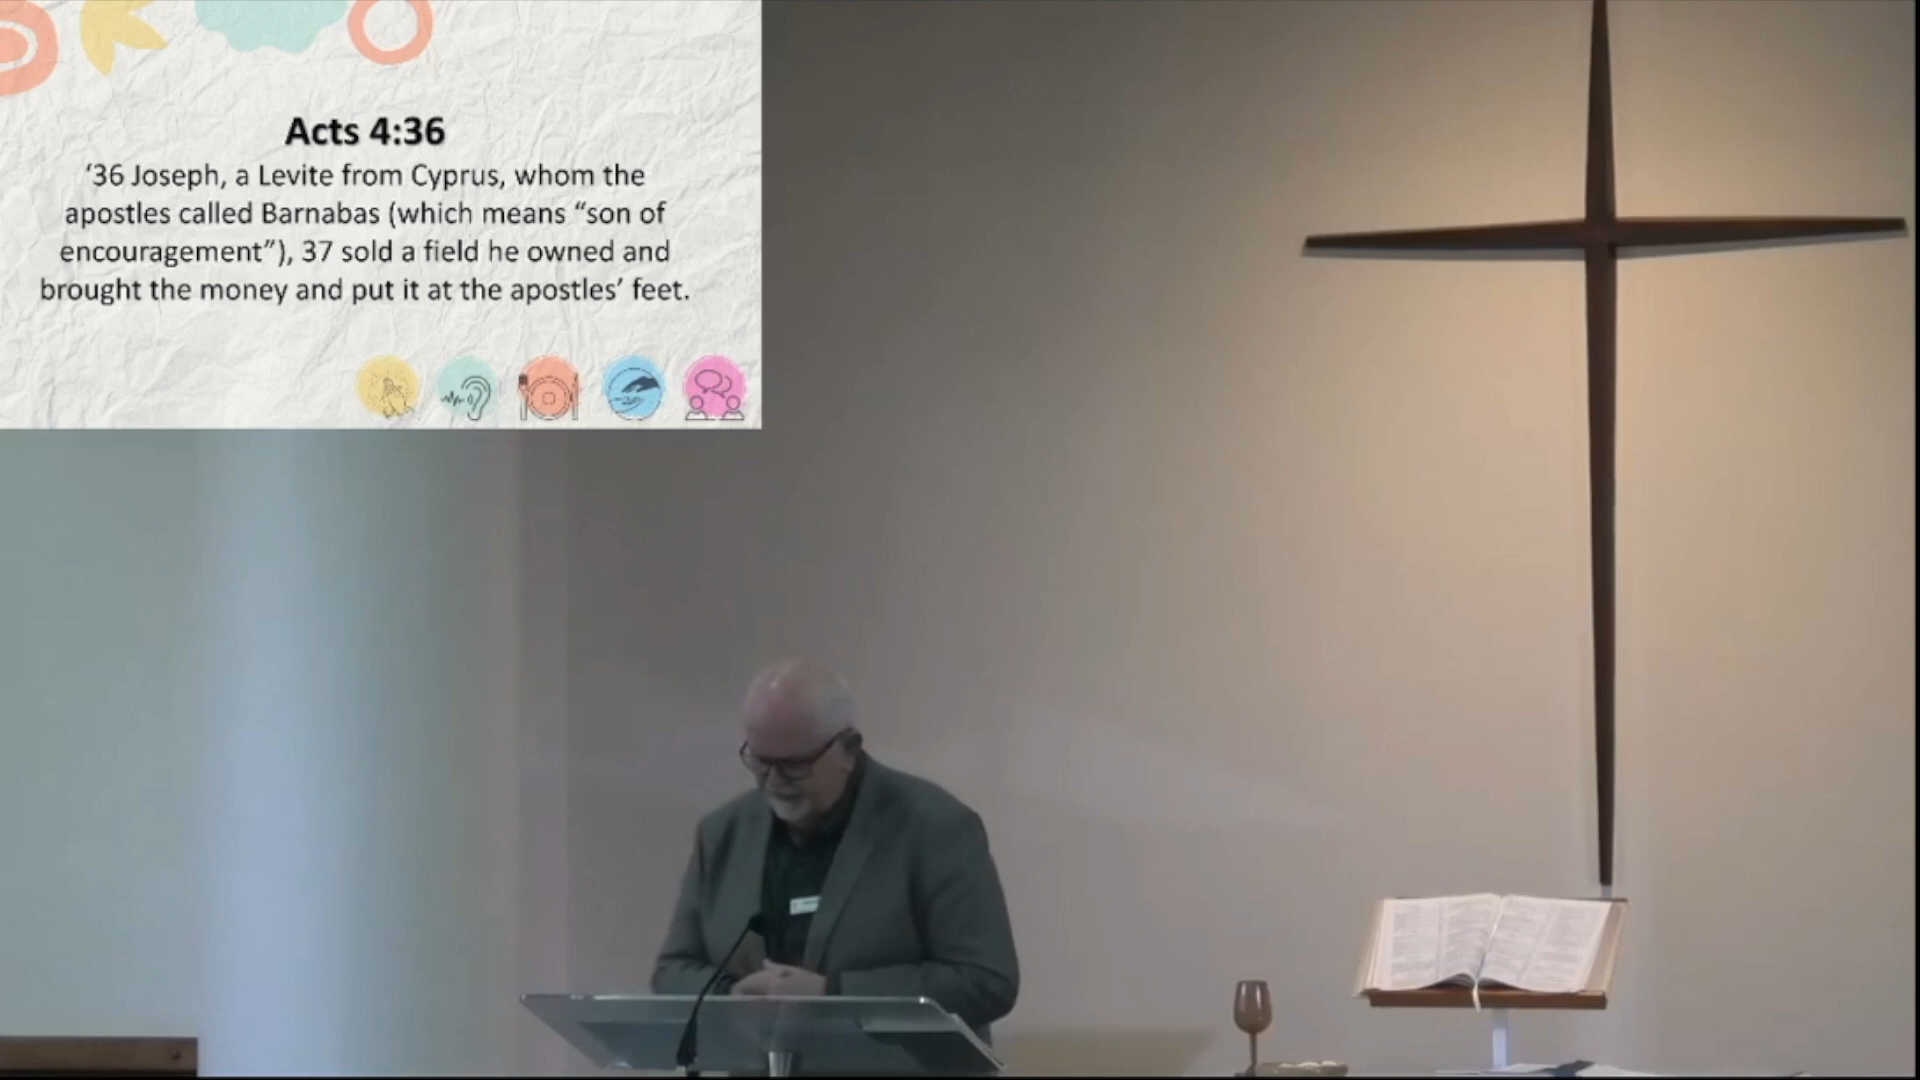 Acts 4:36
‘36 Joseph, a Levite from Cyprus, whom the
apostles called Barnabas (which means “son of
encouragement”), 37 sold a field he owned and
brought the money and put it at the apostles’ feet.